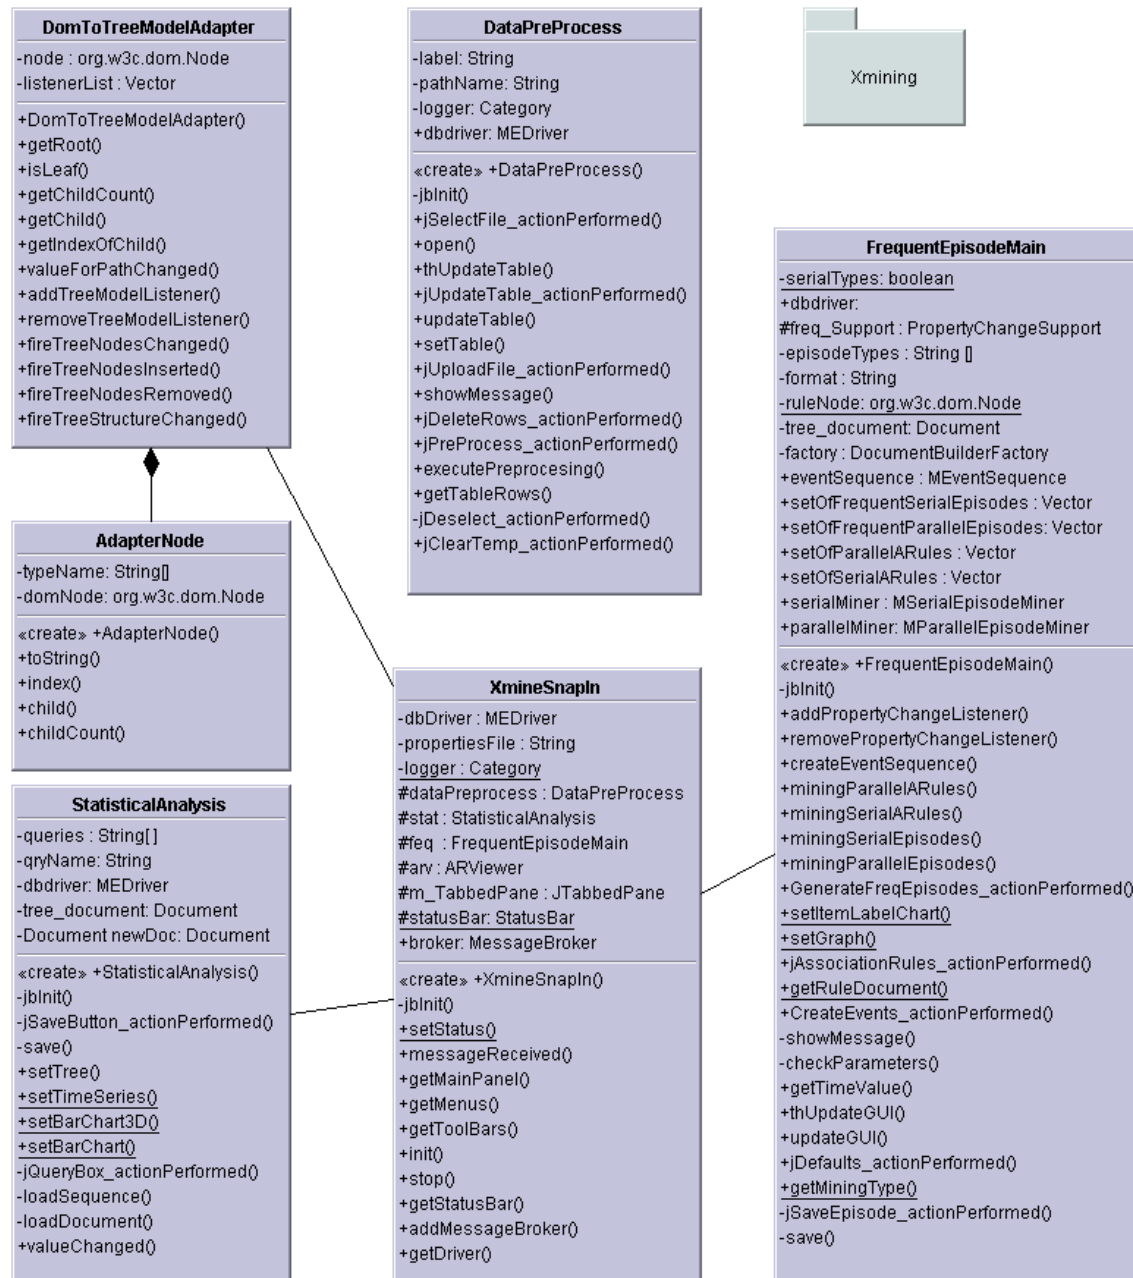 DomToTreeModelAdapter
-node : org.w3c.dom.Node
-listenerList : Vector
+DomToTreeModelAdapter()
+getRoot()
+isLeaf()
+getChildCount()
+getChild()
+getIndexOfChild()
+valueForPathChanged()
+addTreeModelListener()
+removeTreeModelListener()
+fireTreeNodesChanged()
+fireTreeNodesInserted()
+fireTreeNodesRemoved()
+fireTreeStructureChanged()
DataPreProcess
-label: String
-pathName: String
-logger: Category
+dbdriver: MEDriver
«create» +DataPreProcess()
-jbInit()
+jSelectFile_actionPerformed()
+open()
+thUpdateTable()
+jUpdateTable_actionPerformed()
+updateTable()
+setTable()
+jUploadFile_actionPerformed()
+showMessage()
+jDeleteRows_actionPerformed()
+jPreProcess_actionPerformed()
+executePreprocesing()
+getTableRows()
-jDeselect_actionPerformed()
+jClearTemp_actionPerformed()
Xmining
AdapterNode
-typeName: String[]
-domNode: org.w3c.dom.Node
«create» +AdapterNode()
+toString()
+index()
+child()
+childCount()
StatisticalAnalysis
-queries : String[ ]
-qryName: String
-dbdriver: MEDriver
-tree_document: Document
-Document newDoc: Document
«create» +StatisticalAnalysis()
-jbInit()
-jSaveButton_actionPerformed()
-save()
+setTree()
+setTimeSeries()
+setBarChart3D()
+setBarChart()
-jQueryBox_actionPerformed()
-loadSequence()
-loadDocument()
+valueChanged()
XmineSnapIn
-dbDriver : MEDriver
-propertiesFile : String
-logger : Category
#dataPreprocess : DataPreProcess
#stat : StatisticalAnalysis
#feq : FrequentEpisodeMain
#arv : ARViewer
#m_TabbedPane : JTabbedPane
#statusBar: StatusBar
+broker: MessageBroker
«create» +XmineSnapIn()
-jbInit()
+setStatus()
+messageReceived()
+getMainPanel()
+getMenus()
+getToolBars()
+init()
+stop()
+getStatusBar()
+addMessageBroker()
+getDriver()
FrequentEpisodeMain
-serialTypes: boolean
+dbdriver:
#freq_Support : PropertyChangeSupport
-episodeTypes : String []
-format : String
-ruleNode: org.w3c.dom.Node
-tree_document: Document
-factory : DocumentBuilderFactory
+eventSequence : MEventSequence
+setOfFrequentSerialEpisodes : Vector
+setOfFrequentParallelEpisodes: Vector
+setOfParallelARules : Vector
+setOfSerialARules : Vector
+serialMiner : MSerialEpisodeMiner
+parallelMiner: MParallelEpisodeMiner
«create» +FrequentEpisodeMain()
-jbInit()
+addPropertyChangeListener()
+removePropertyChangeListener()
+createEventSequence()
+miningParallelARules()
+miningSerialARules()
+miningSerialEpisodes()
+miningParallelEpisodes()
+GenerateFreqEpisodes_actionPerformed()
+setItemLabelChart()
+setGraph()
+jAssociationRules_actionPerformed()
+getRuleDocument()
+CreateEvents_actionPerformed()
-showMessage()
-checkParameters()
+getTimeValue()
+thUpdateGUI()
+updateGUI()
+jDefaults_actionPerformed()
+getMiningType()
-jSaveEpisode_actionPerformed()
-save()